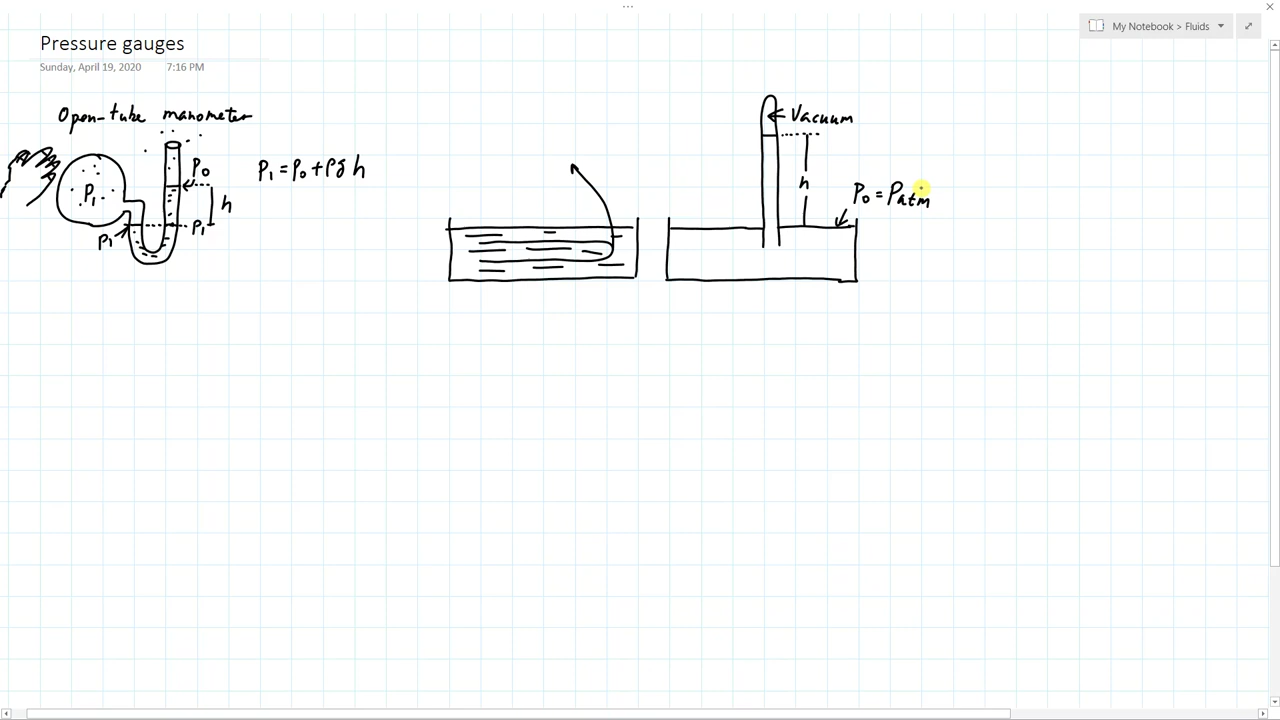 My Notebook > Fluids
Pressure gauges
Sunday, April 19, 2020 7:16 PM
Open-tube manometer
P₁
P₀
h
P₁
P₁
P₁ = P₀ + ρg h
Vacuum
h
P₀ = Patm